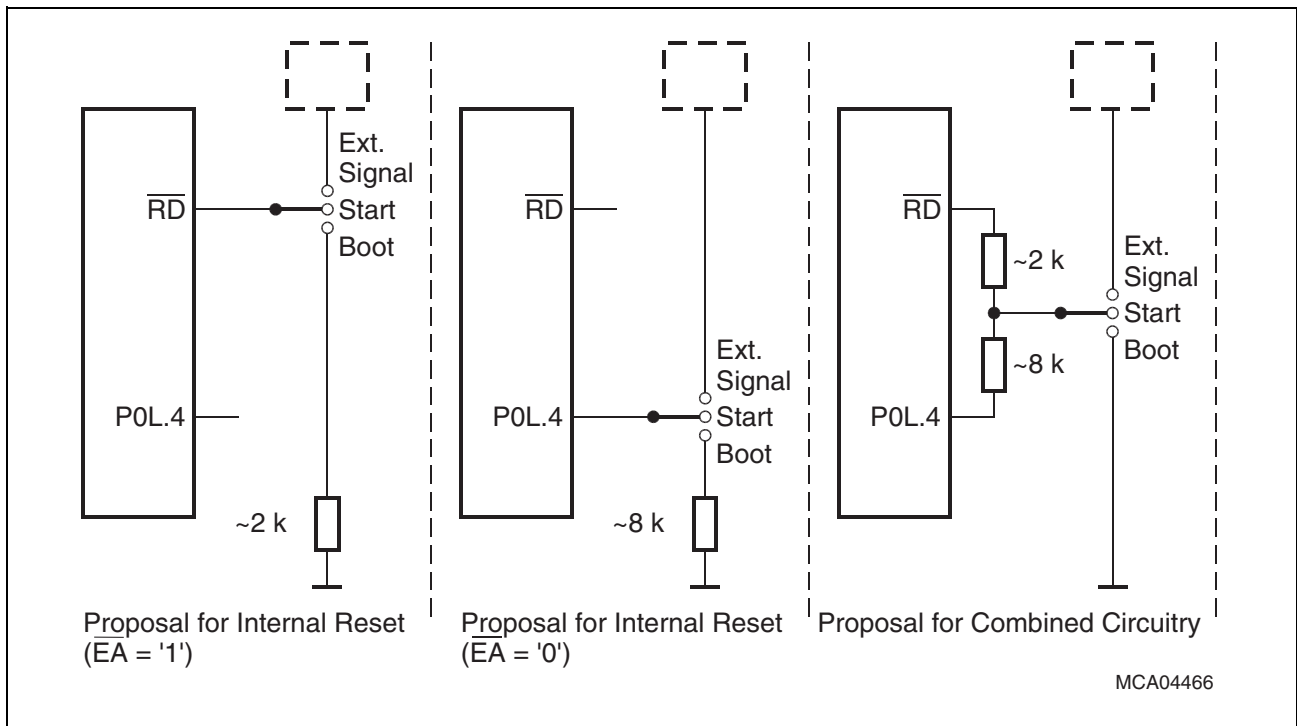 Ext.
Signal
RD
Start
Boot
P0L.4
~2 k
Proposal for Internal Reset
(EA = '1')
RD
Ext.
Signal
P0L.4
Start
Boot
~8 k
Proposal for Internal Reset
(EA = '0')
RD
~2 k
Ext.
Signal
Start
Boot
~8 k
P0L.4
Proposal for Combined Circuitry
MCA04466